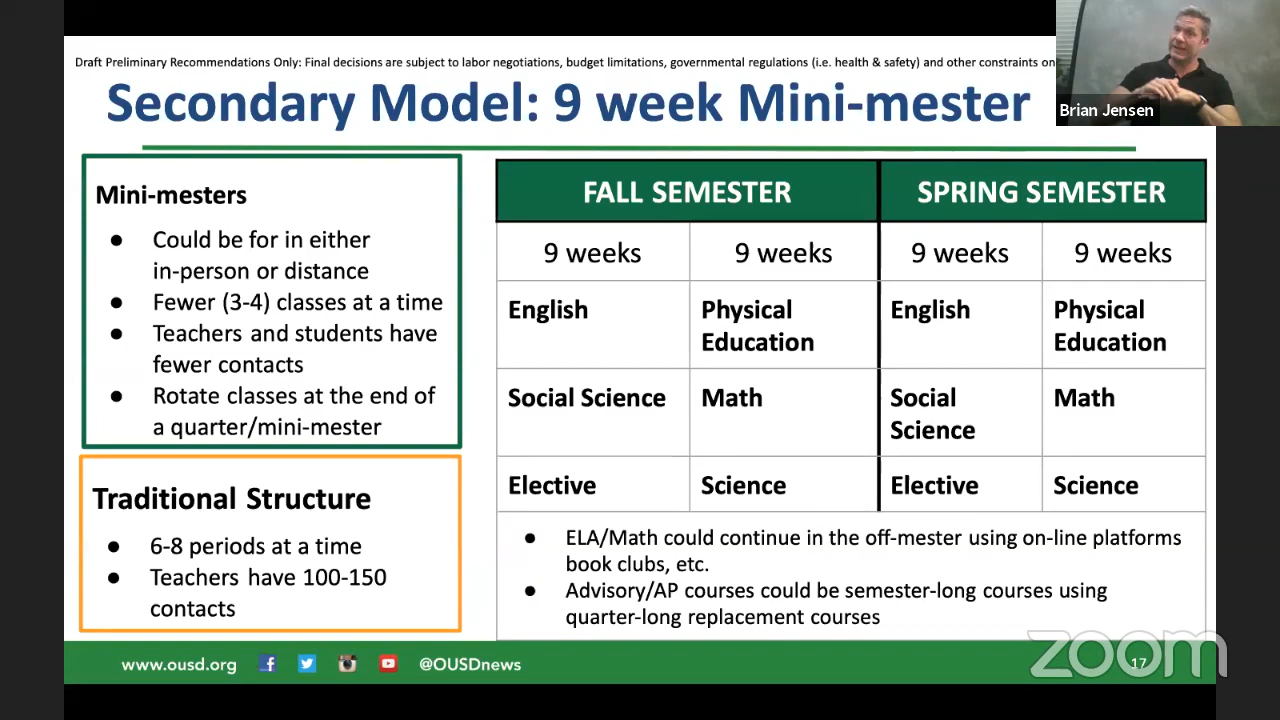 Draft Preliminary Recommendations Only: Final decisions are subject to labor negotiations, budget limitations, governmental regulations (i.e. health & safety) and other constraints on
Secondary Model: 9 week Mini-mester
Brian Jensen
Mini-mesters
● Could be for in either
in-person or distance
● Fewer (3-4) classes at a time
● Teachers and students have
fewer contacts
● Rotate classes at the end of
a quarter/mini-mester
Traditional Structure
● 6-8 periods at a time
● Teachers have 100-150
contacts
FALL SEMESTER SPRING SEMESTER
9 weeks 9 weeks 9 weeks 9 weeks
English Physical English Physical
Education Education
Social Science Math Social Math
Science
Elective Science Elective Science
● ELA/Math could continue in the off-mester using on-line platforms
book clubs, etc.
● Advisory/AP courses could be semester-long courses using
quarter-long replacement courses
www.ousd.org @OUSDnews 17
zoom